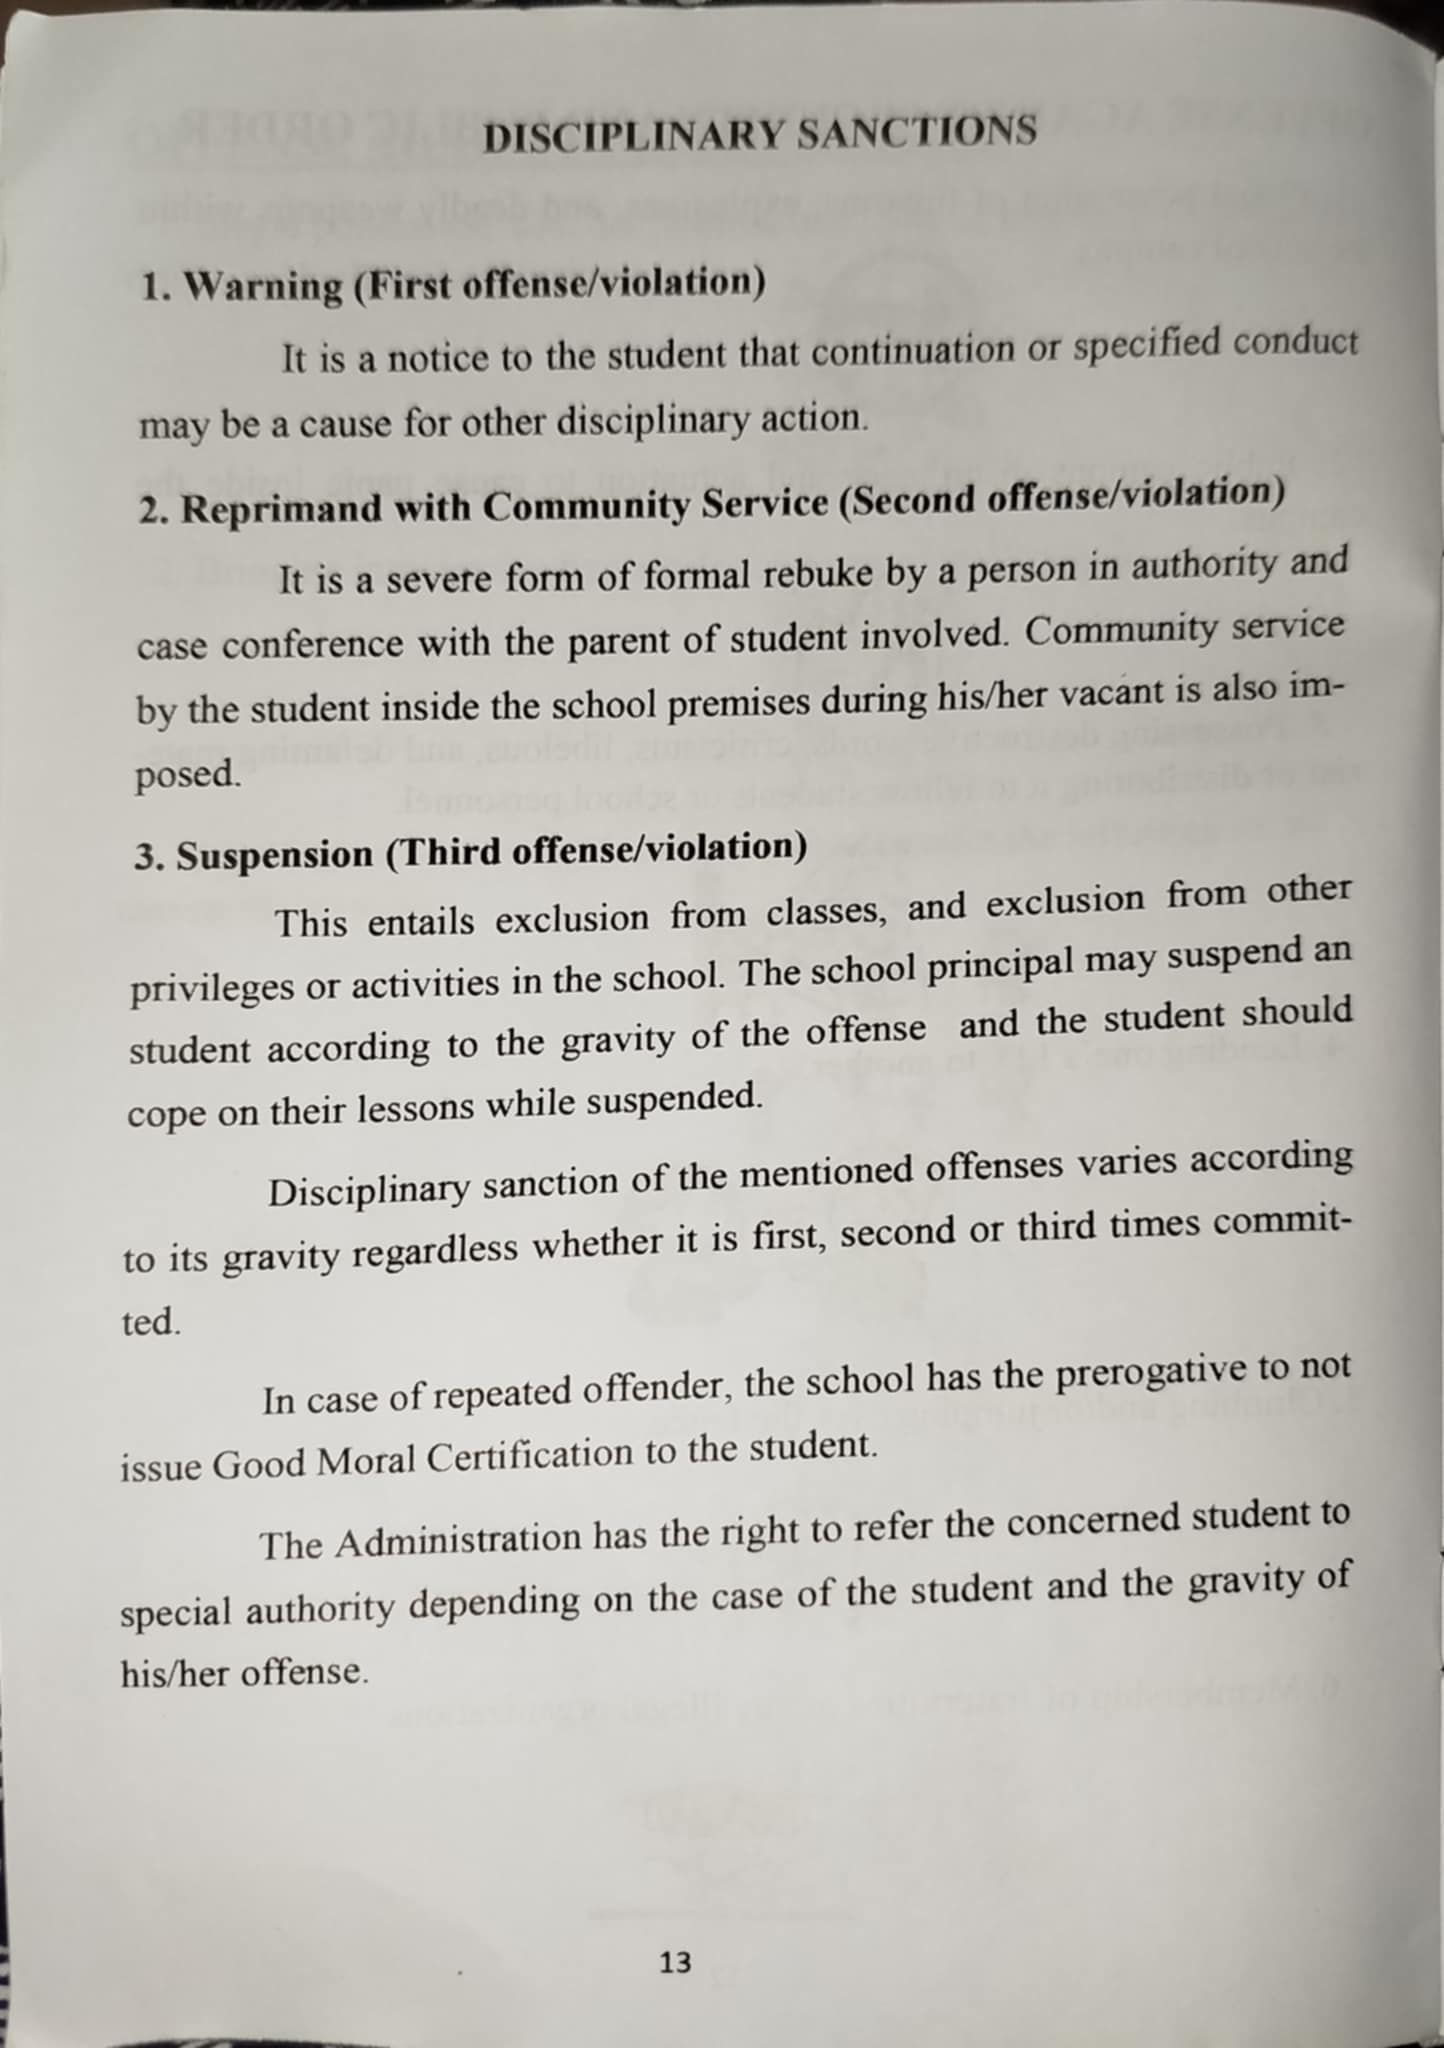 DISCIPLINARY SANCTIONS
1. Warning (First offense/violation)
It is a notice to the student that continuation or specified conduct
may be a cause for other disciplinary action.
2. Reprimand with Community Service (Second offense/violation)
It is a severe form of formal rebuke by a person in authority and
case conference with the parent of student involved. Community service
by the student inside the school premises during his/her vacant is also im-
posed.
3. Suspension (Third offense/violation)
This entails exclusion from classes, and exclusion from other
privileges or activities in the school. The school principal may suspend an
student according to the gravity of the offense and the student should
cope on their lessons while suspended.
Disciplinary sanction of the mentioned offenses varies according
to its gravity regardless whether it is first, second or third times commit-
ted.
In case of repeated offender, the school has the prerogative to not
issue Good Moral Certification to the student.
The Administration has the right to refer the concerned student to
special authority depending on the case of the student and the gravity of
his/her offense.
13